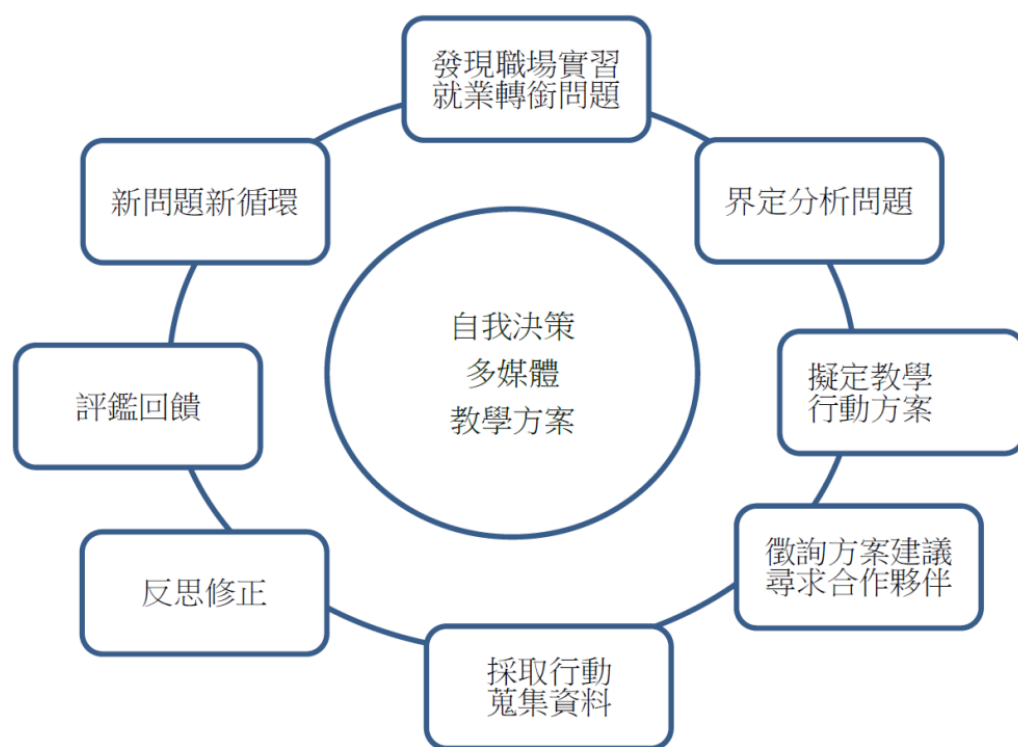 發現職場實習
就業轉銜問題
界定分析問題
擬定教學
行動方案
徵詢方案建議
尋求合作夥伴
採取行動
蒐集資料
反思修正
評鑑回饋
新問題新循環
自我決策
多媒體
教學方案